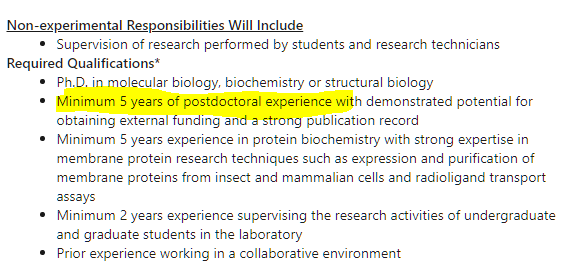 Non-experimental Responsibilities Will Include
• Supervision of research performed by students and research technicians
Required Qualifications*
• Ph.D. in molecular biology, biochemistry or structural biology
• Minimum 5 years of postdoctoral experience with demonstrated potential for
obtaining external funding and a strong publication record
• Minimum 5 years experience in protein biochemistry with strong expertise in
membrane protein research techniques such as expression and purification of
membrane proteins from insect and mammalian cells and radioligand transport
assays
• Minimum 2 years experience supervising the research activities of undergraduate
and graduate students in the laboratory
• Prior experience working in a collaborative environment